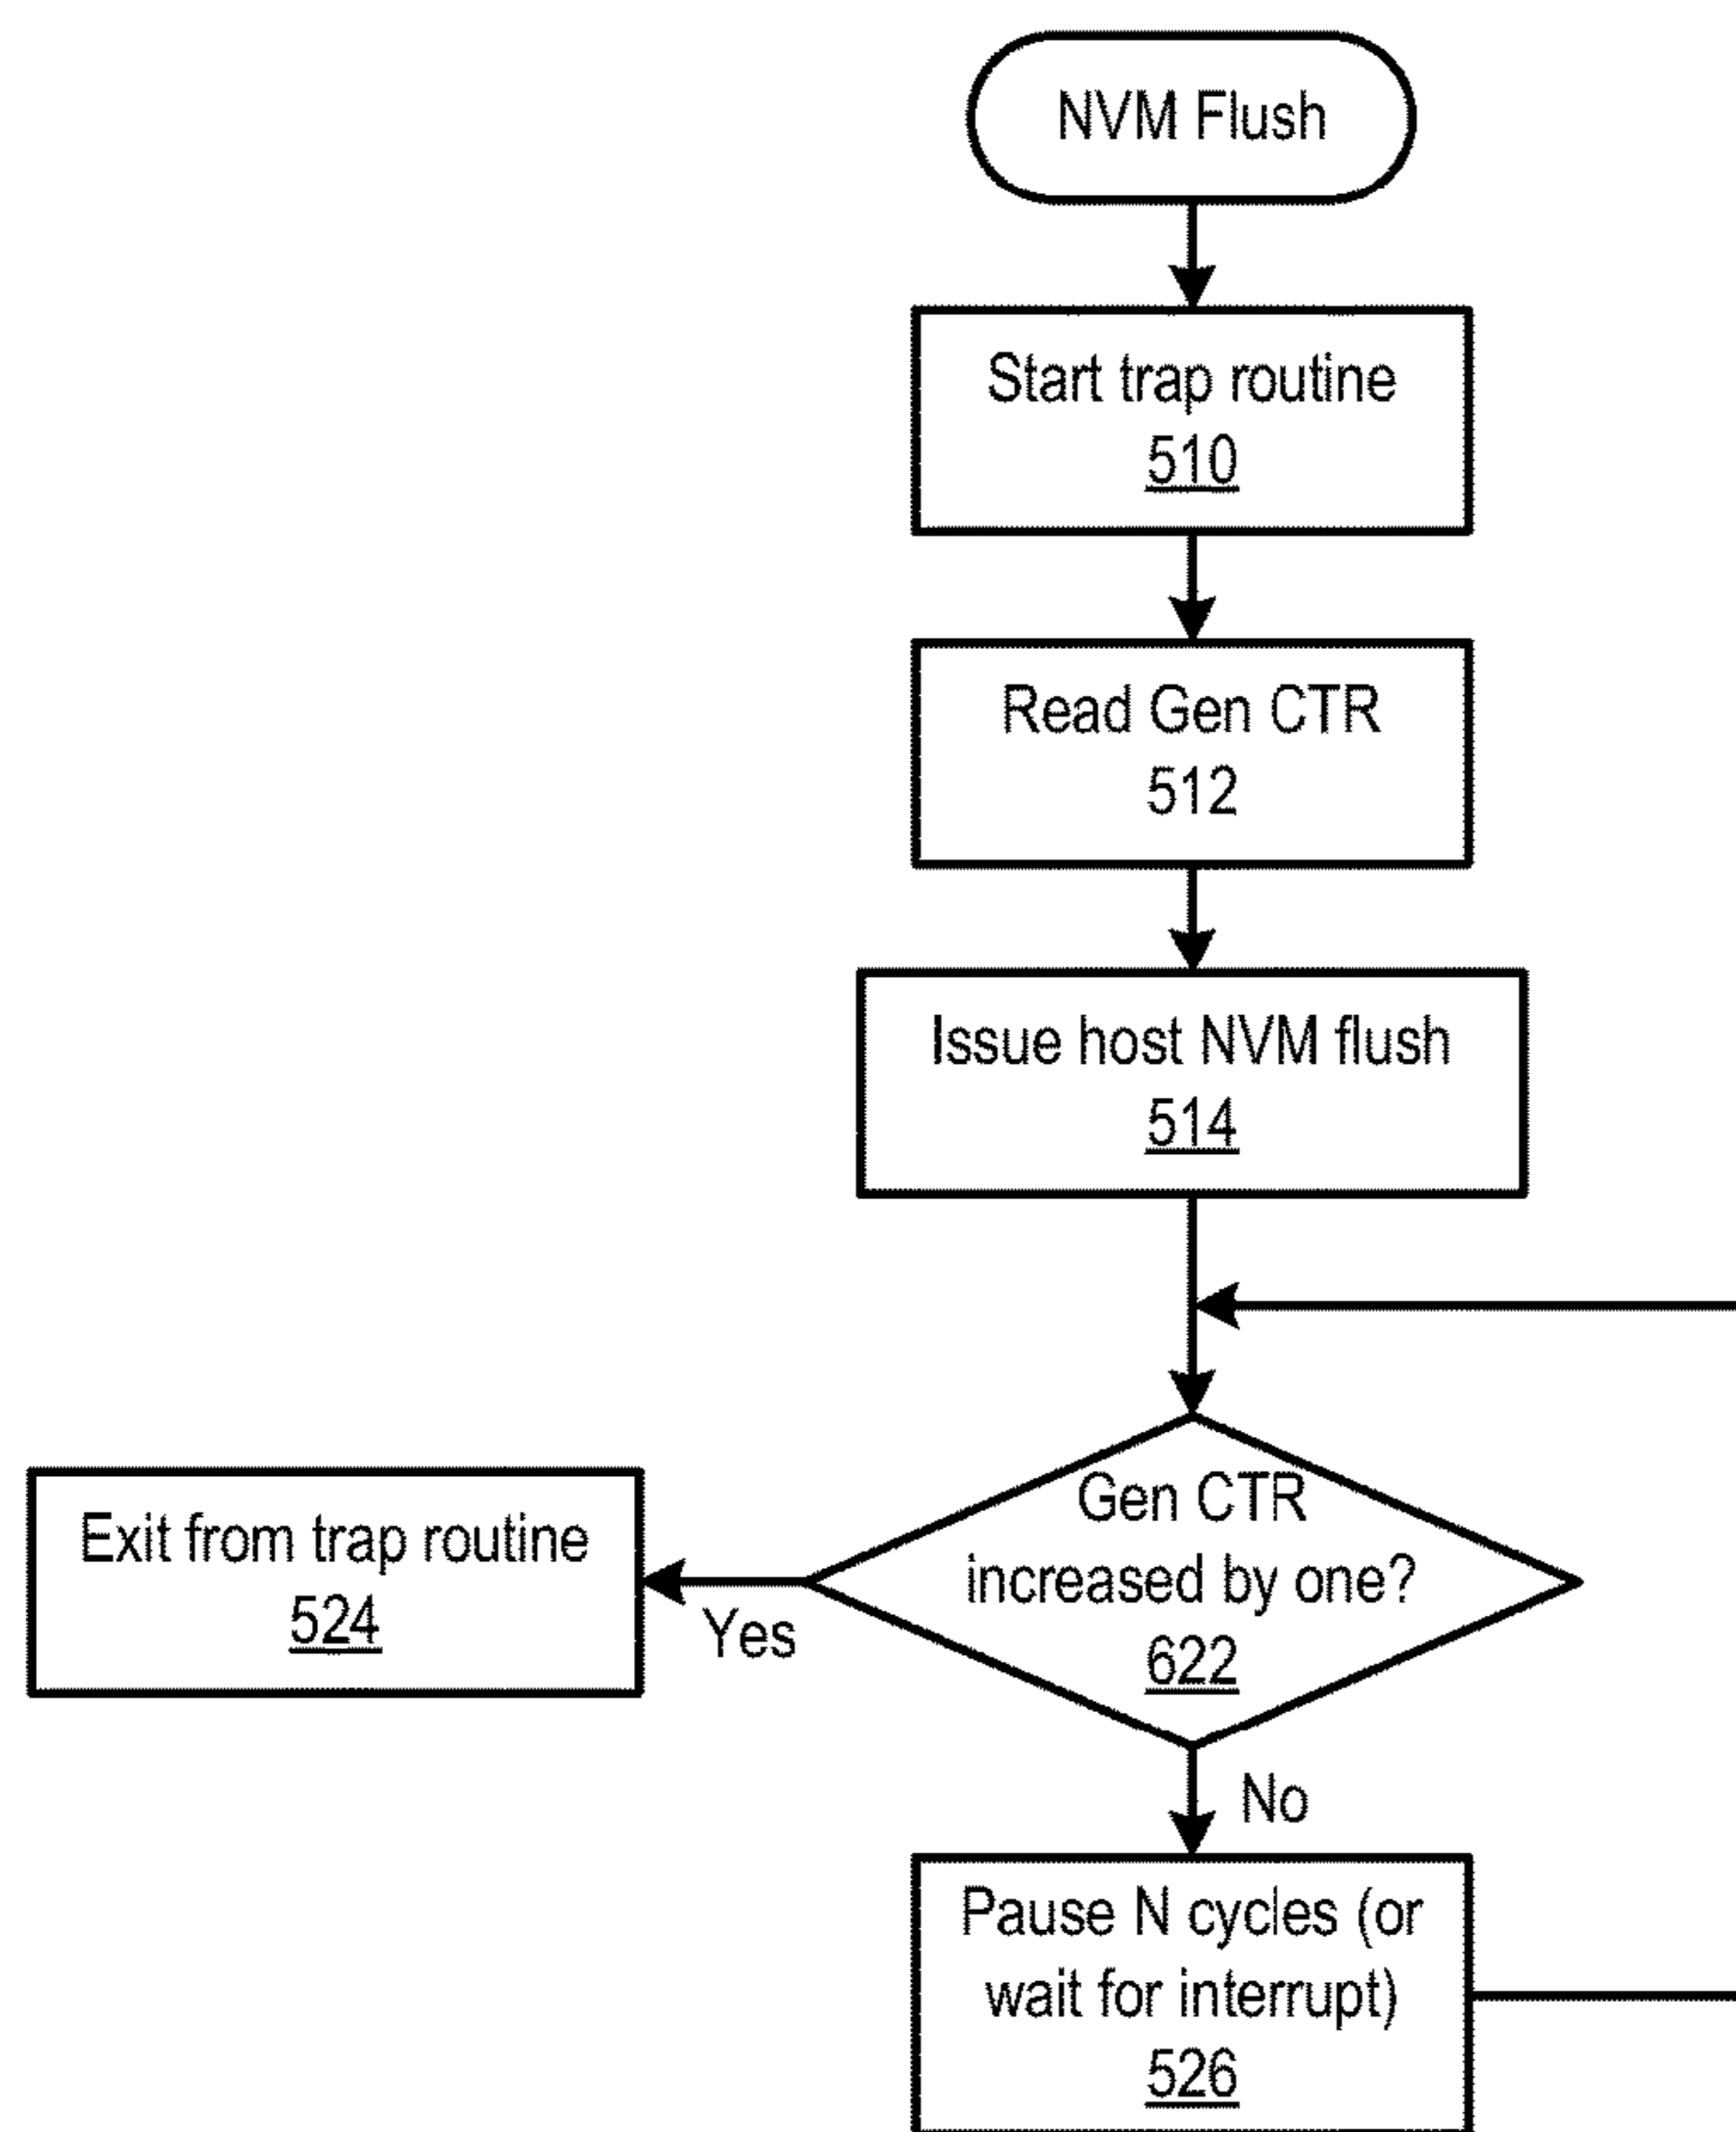 NVM Flush
Start trap routine
510
Read Gen CTR
512
Issue host NVM flush
514
Gen CTR
increased by one?
622
Yes
Exit from trap routine
524
No
Pause N cycles (or
wait for interrupt)
526